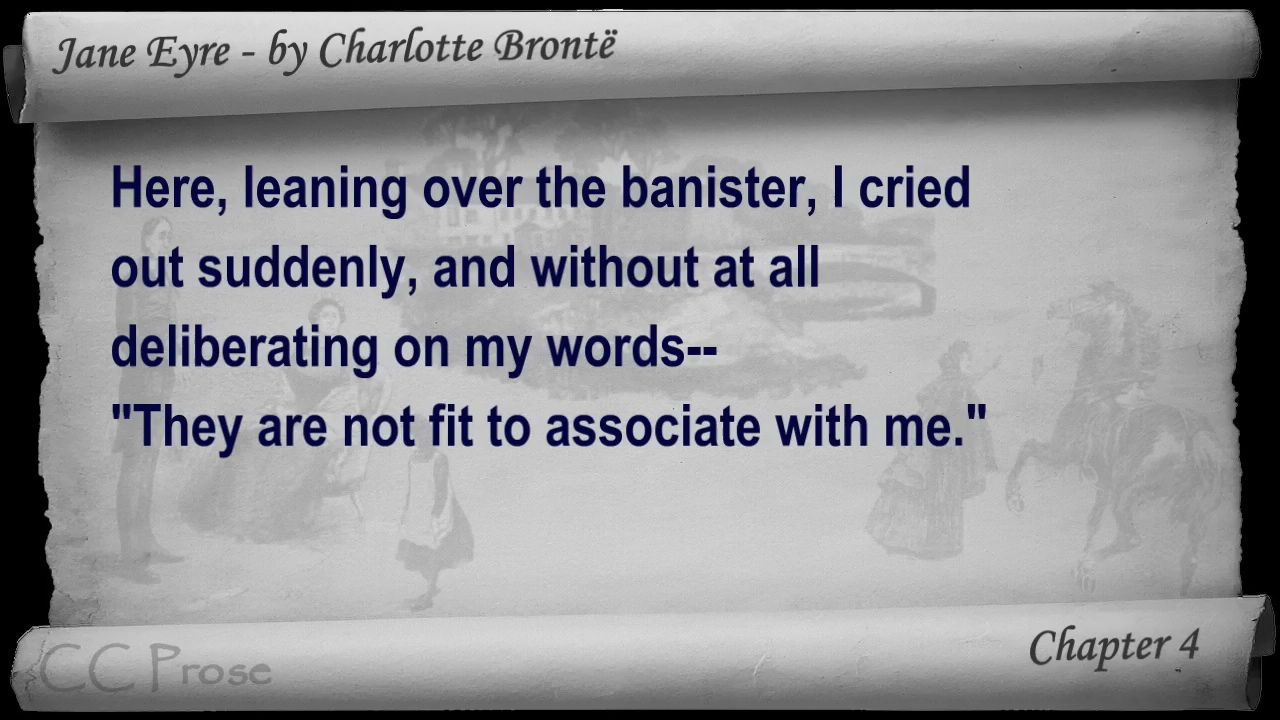 Jane Eyre - by Charlotte Brontë
Here, leaning over the banister, I cried
out suddenly, and without at all
deliberating on my words--
"They are not fit to associate with me."
Chapter 4
CC Prose